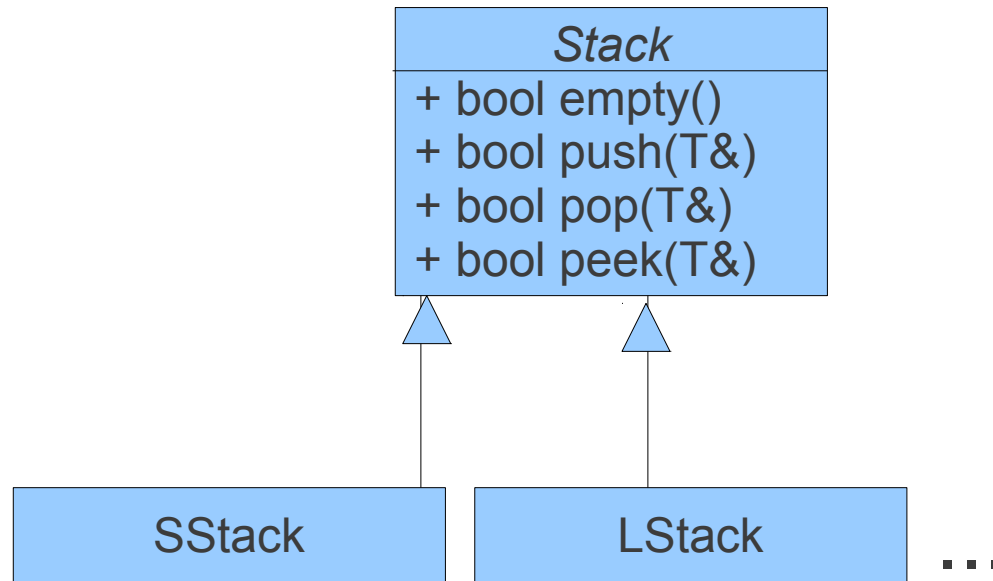 Stack
+ bool empty()
+ bool push(T&)
+ bool pop(T&)
+ bool peek(T&)
SStack
LStack
...